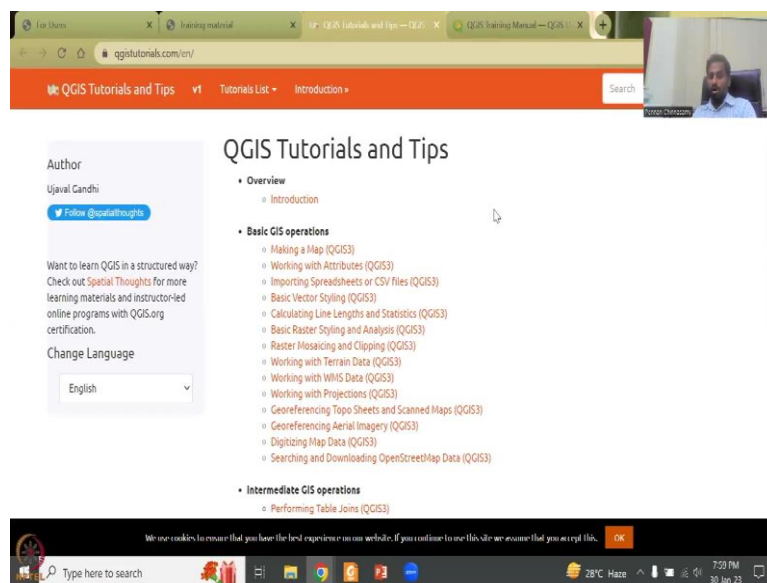 For Users
Training material
QGIS Tutorials and Tips — QGIS
QGIS Training Manual — QGIS
qgistutorials.com/en/
QGIS Tutorials and Tips v1 Tutorials List Introduction »
Search
Pennan Chinnasamy
Author
Ujaval Gandhi
Follow @spatialthoughts
Want to learn QGIS in a structured way?
Check out Spatial Thoughts for more
learning materials and instructor-led
online programs with QGIS.org
certification.
Change Language
English
QGIS Tutorials and Tips
• Overview
Introduction
• Basic GIS operations
Making a Map (QGIS3)
Working with Attributes (QGIS3)
Importing Spreadsheets or CSV files (QGIS3)
Basic Vector Styling (QGIS3)
Calculating Line Lengths and Statistics (QGIS3)
Basic Raster Styling and Analysis (QGIS3)
Raster Mosaicing and Clipping (QGIS3)
Working with Terrain Data (QGIS3)
Working with WMS Data (QGIS3)
Working with Projections (QGIS3)
Georeferencing Topo Sheets and Scanned Maps (QGIS3)
Georeferencing Aerial Imagery (QGIS3)
Digitizing Map Data (QGIS3)
Searching and Downloading OpenStreetMap Data (QGIS3)
• Intermediate GIS operations
Performing Table Joins (QGIS3)
We use cookies to ensure that you have the best experience on our website. If you continue to use this site we assume that you accept this. OK
NPTEL
Type here to search
28°C Haze
7:59 PM
30 Jan 23